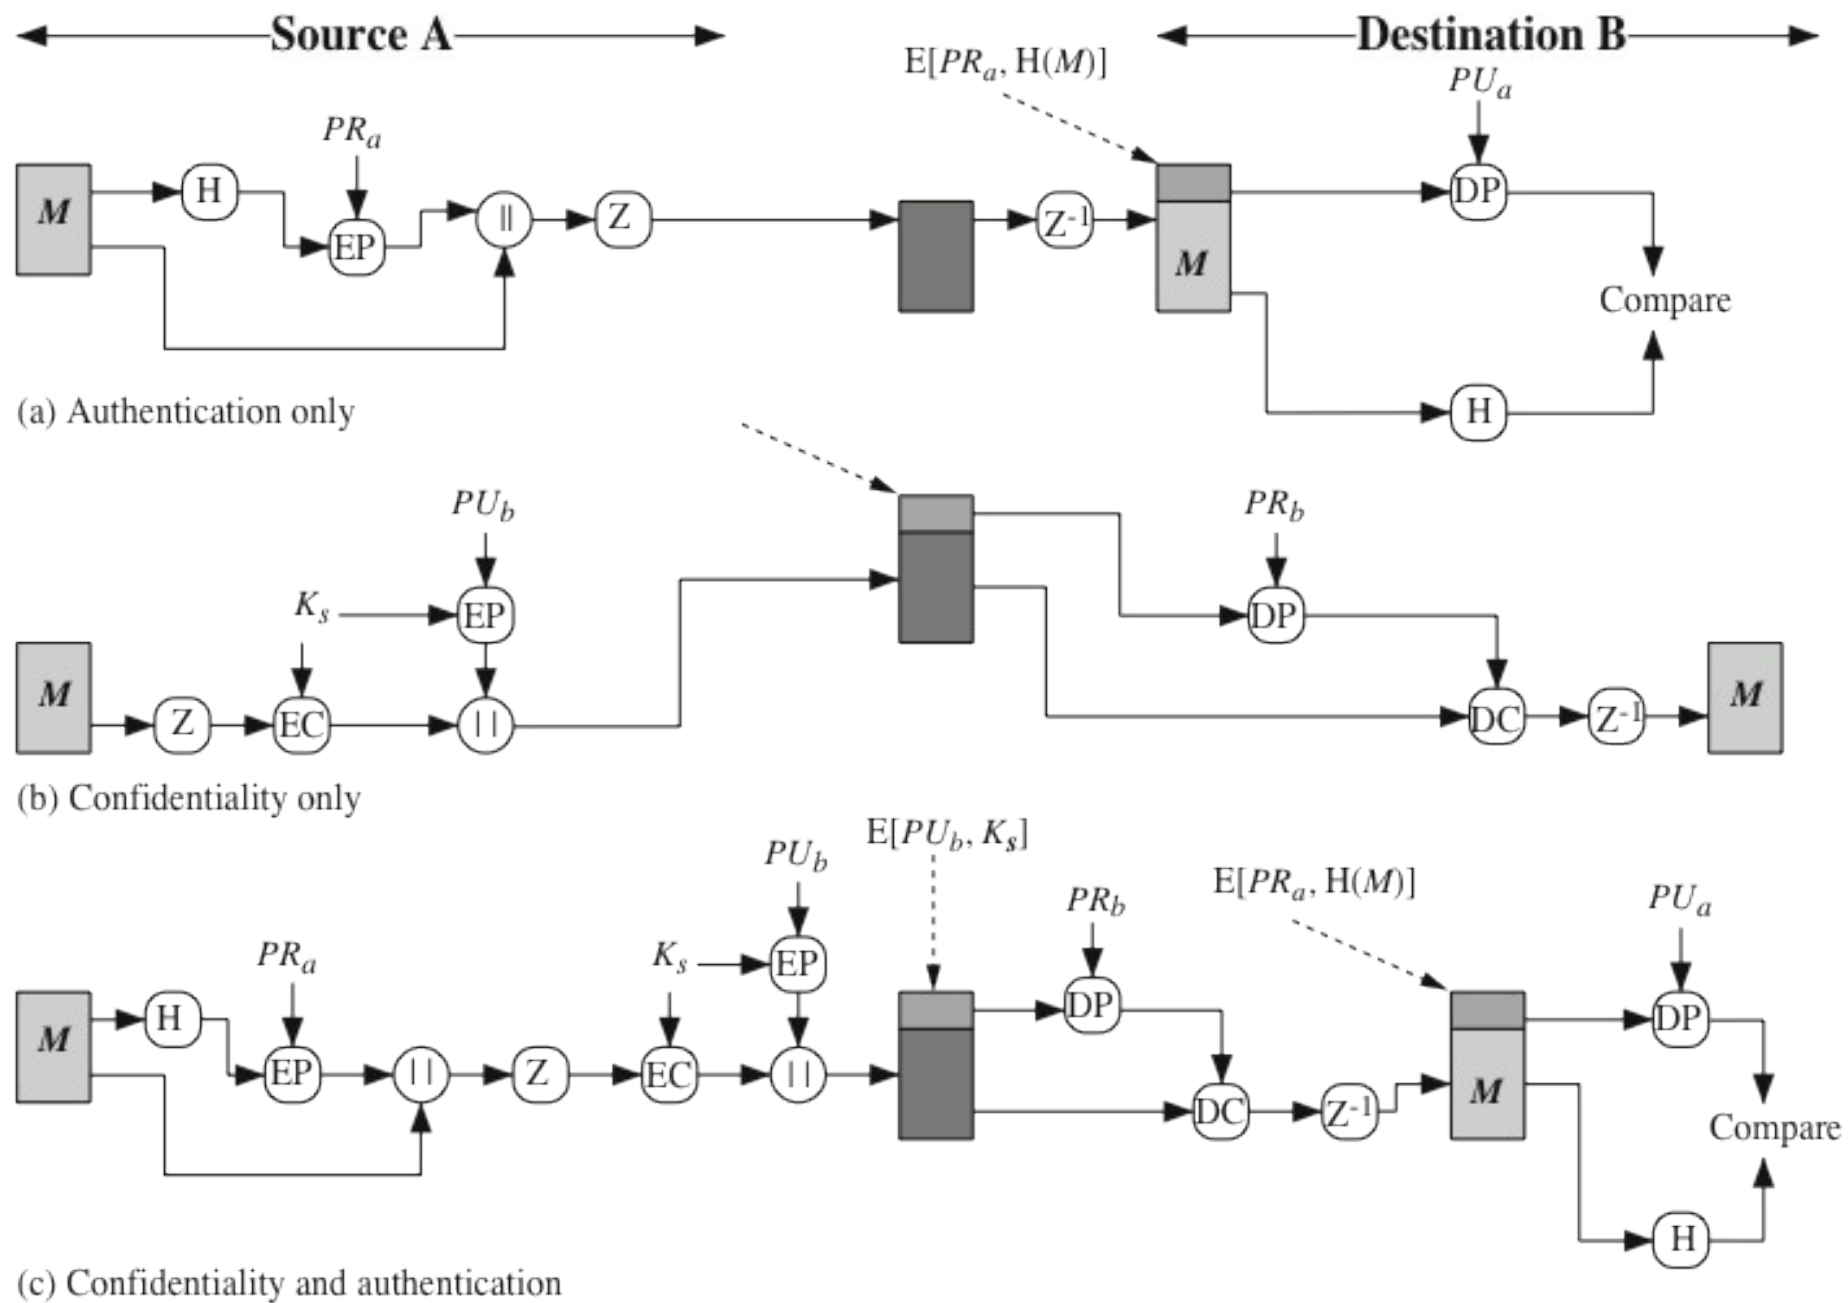 Source A
Destination B
E[PRa, H(M)]
PUa
PRa
M
H
EP
||
Z
Z-1
M
DP
Compare
H
(a) Authentication only
PUb
PRb
Ks
EP
DP
M
Z
EC
||
DC
Z-1
M
(b) Confidentiality only
E[PUb, Ks]
PUb
E[PRa, H(M)]
PRb
PUa
PRa
Ks
EP
M
H
EP
||
Z
EC
||
DP
DC
Z-1
M
DP
Compare
H
(c) Confidentiality and authentication